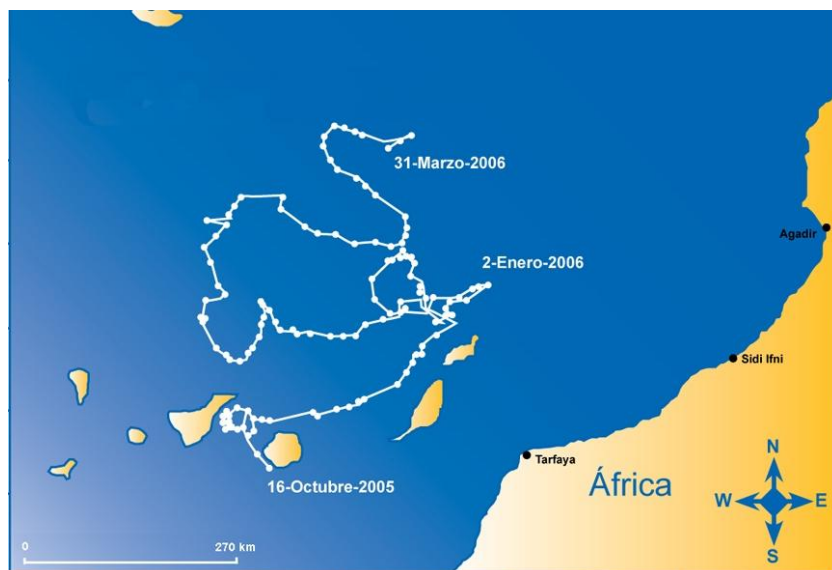 31-Marzo-2006
Agadir
2-Enero-2006
Sidi Ifni
Tarfaya
16-Octubre-2005
África
N
W
E
S
0
270 km